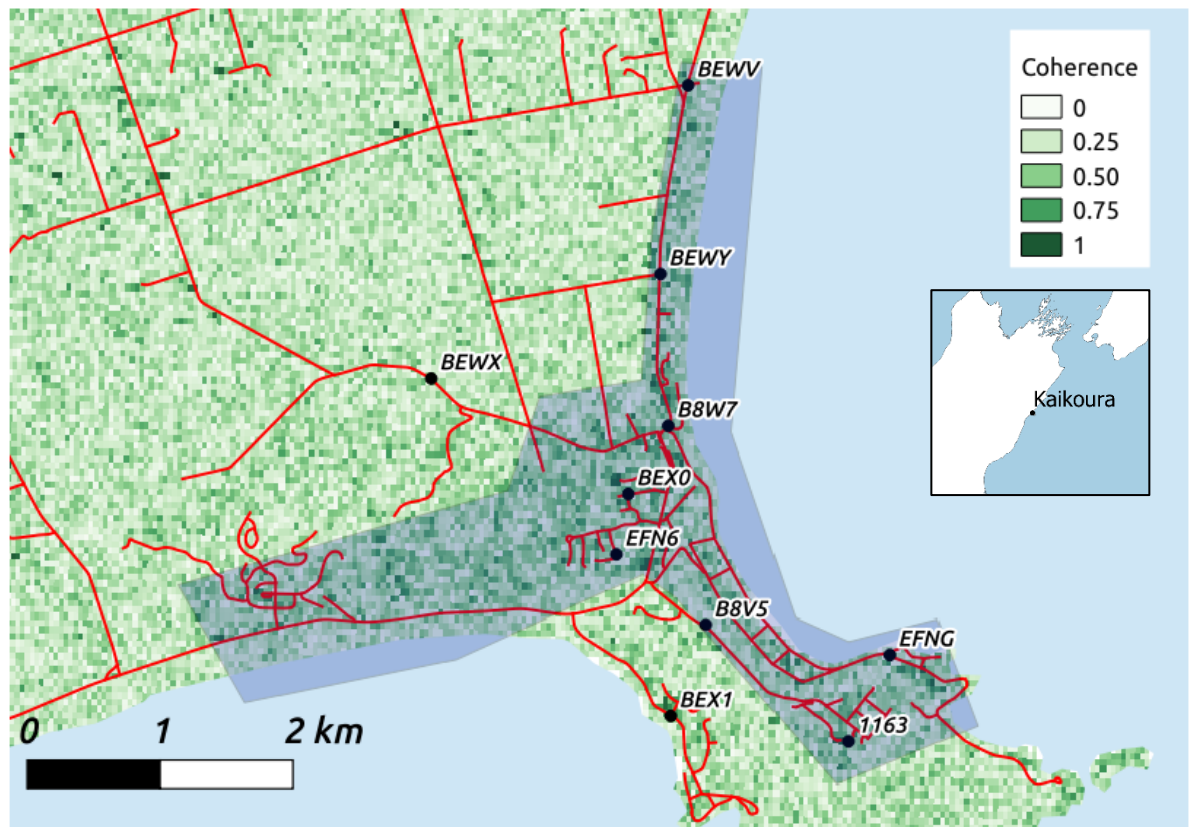 BEWV
Coherence
0
0.25
0.50
0.75
1
BEWY
BEWX
Kaikoura
B8W7
BEX0
EFN6
B8V5
EFNG
BEX1
1163
0 1 2 km